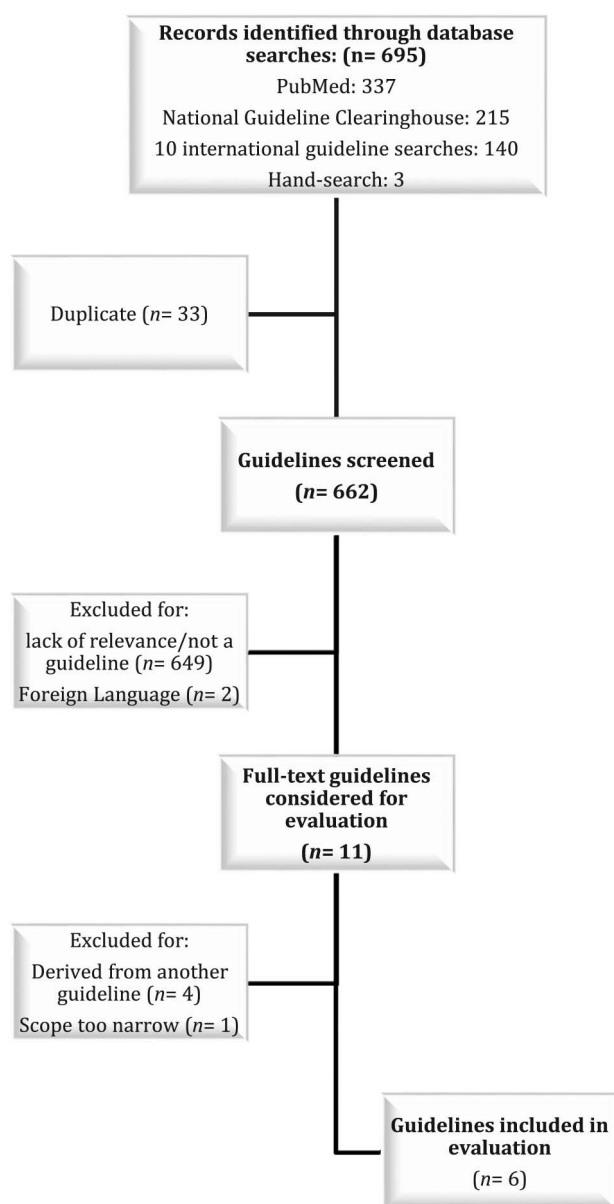 Records identified through database
searches: (n= 695)
PubMed: 337
National Guideline Clearinghouse: 215
10 international guideline searches: 140
Hand-search: 3
Duplicate (n= 33)
Guidelines screened
(n= 662)
Excluded for:
lack of relevance/not a
guideline (n= 649)
Foreign Language (n= 2)
Full-text guidelines
considered for
evaluation
(n= 11)
Excluded for:
Derived from another
guideline (n= 4)
Scope too narrow (n= 1)
Guidelines included in
evaluation
(n= 6)